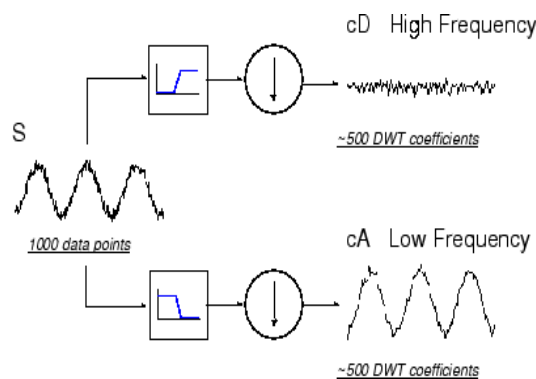 cD High Frequency
~500 DWT coefficients
S
1000 data points
cA Low Frequency
~500 DWT coefficients